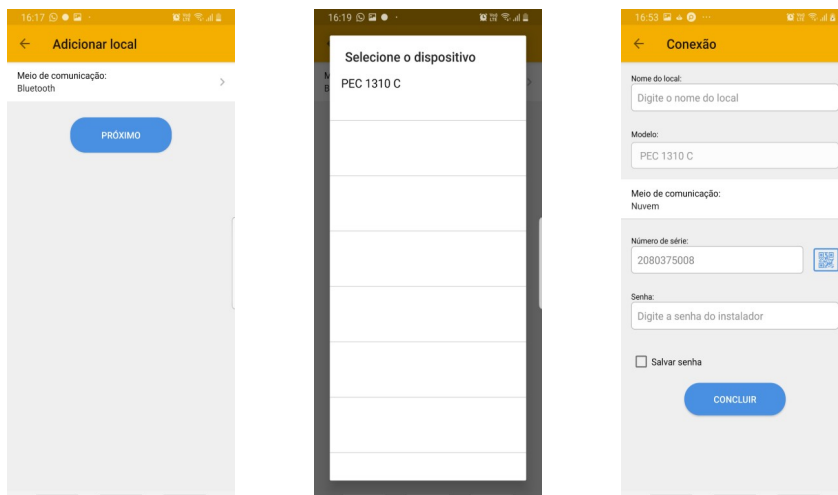 16:17
Adicionar local
Meio de comunicação:
Bluetooth
PRÓXIMO
16:19
Selecione o dispositivo
PEC 1310 C
16:53
Conexão
Nome do local:
Digite o nome do local
Modelo:
PEC 1310 C
Meio de comunicação:
Nuvem
Número de série:
2080375008
Senha:
Digite a senha do instalador
Salvar senha
CONCLUIR